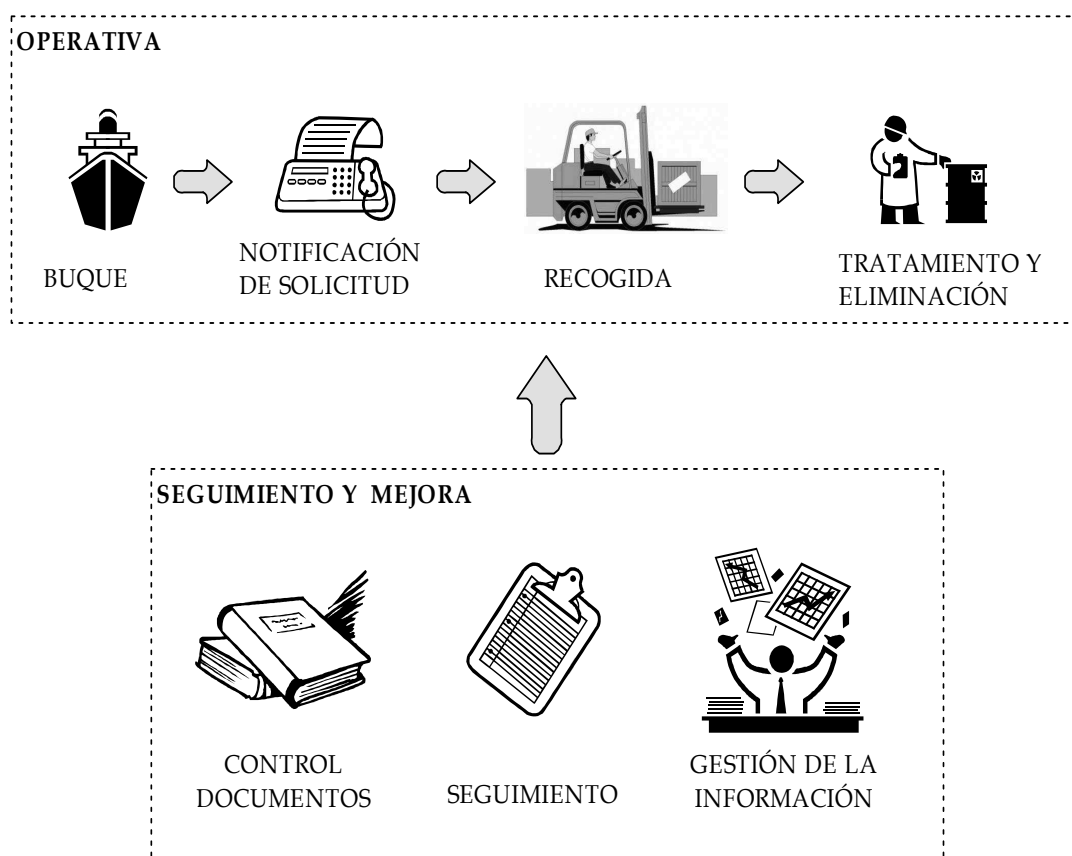 OPERATIVA
BUQUE
NOTIFICACIÓN
DE SOLICITUD
RECOGIDA
TRATAMIENTO Y
ELIMINACIÓN
SEGUIMIENTO Y MEJORA
CONTROL
DOCUMENTOS
SEGUIMIENTO
GESTIÓN DE LA
INFORMACIÓN